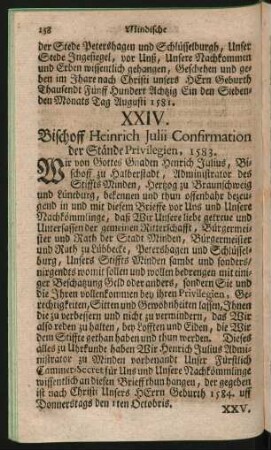 138 Mindische
der Stede Petershagen und Schlüsselburgh, Unser
Stede Ingesiegel, vor Uns, Unsere Nachkommen
und Erben wissentlich gehangen, Geschehen und ge-
ben im Jhare nach Christi unsers HErn Geburth
Thausendt Fünff Hundert Achzig Ein den Sieben-
den Monats Tag Augusti 1581.
XXIV.
Bischoff Heinrich Julii Confirmation
der Stände Privilegien. 1583.
Wir von Gottes Gnaden Henrich Julius, Bi-
schoff zu Halberstadt, Administrator des
Stiffts Minden, Hertzog zu Braunschweig
und Lüneburg, bekennen und thun offenbahr bezeu-
gend in und mit diesem Brieffe vor Uns und Unsere
Nachkömmlinge, daß Wir Unsere liebe getreue und
Untersassen der gemeinen Ritterschafft, Bürgermei-
ster und Rath der Stadt Minden, Bürgermeister
und Rath zu Lübbecke, Petershagen und Schlüssel-
burg, Unsers Stiffts Minden sambt und sonders/
nirgendes womit sollen und wollen bedrengen mit eini-
ger Beschatzung Geld oder anders, sondern Sie und
die Ihren vollenkommen bey ihren Privilegien, Ge-
rechtigkeiten, Sitten und Gewohnheiten lassen, Ihnen
die zu verbessern und nicht zu vermindern, das Wir
also reden zu halten, bey Lofften und Eiden, die Wir
dem Stiffte gethan haben und thun werden. Dieses
alles zu Uhrkunde haben Wir Henrich Julius Admi-
nistrator zu Minden vorbenandt Unser Fürstlich
Cammer Secret für Uns und Unsere Nachkömmlinge
wissentlich an diesen Brieff thun hangen, der gegeben
ist nach Christi Unsers HErrn Geburth 1584. uff
Donnerstags den 1ten Octobris.
XXV.